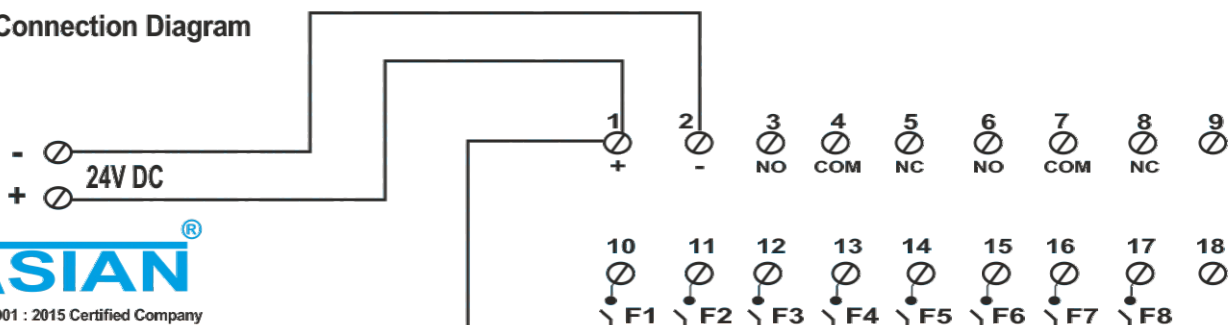 Connection Diagram
1 2 3 4 5 6 7 8 9
+ - NO COM NC NO COM NC
-
24V DC
+
®
ASIAN
001 : 2015 Certified Company
10 11 12 13 14 15 16 17 18
F1 F2 F3 F4 F5 F6 F7 F8